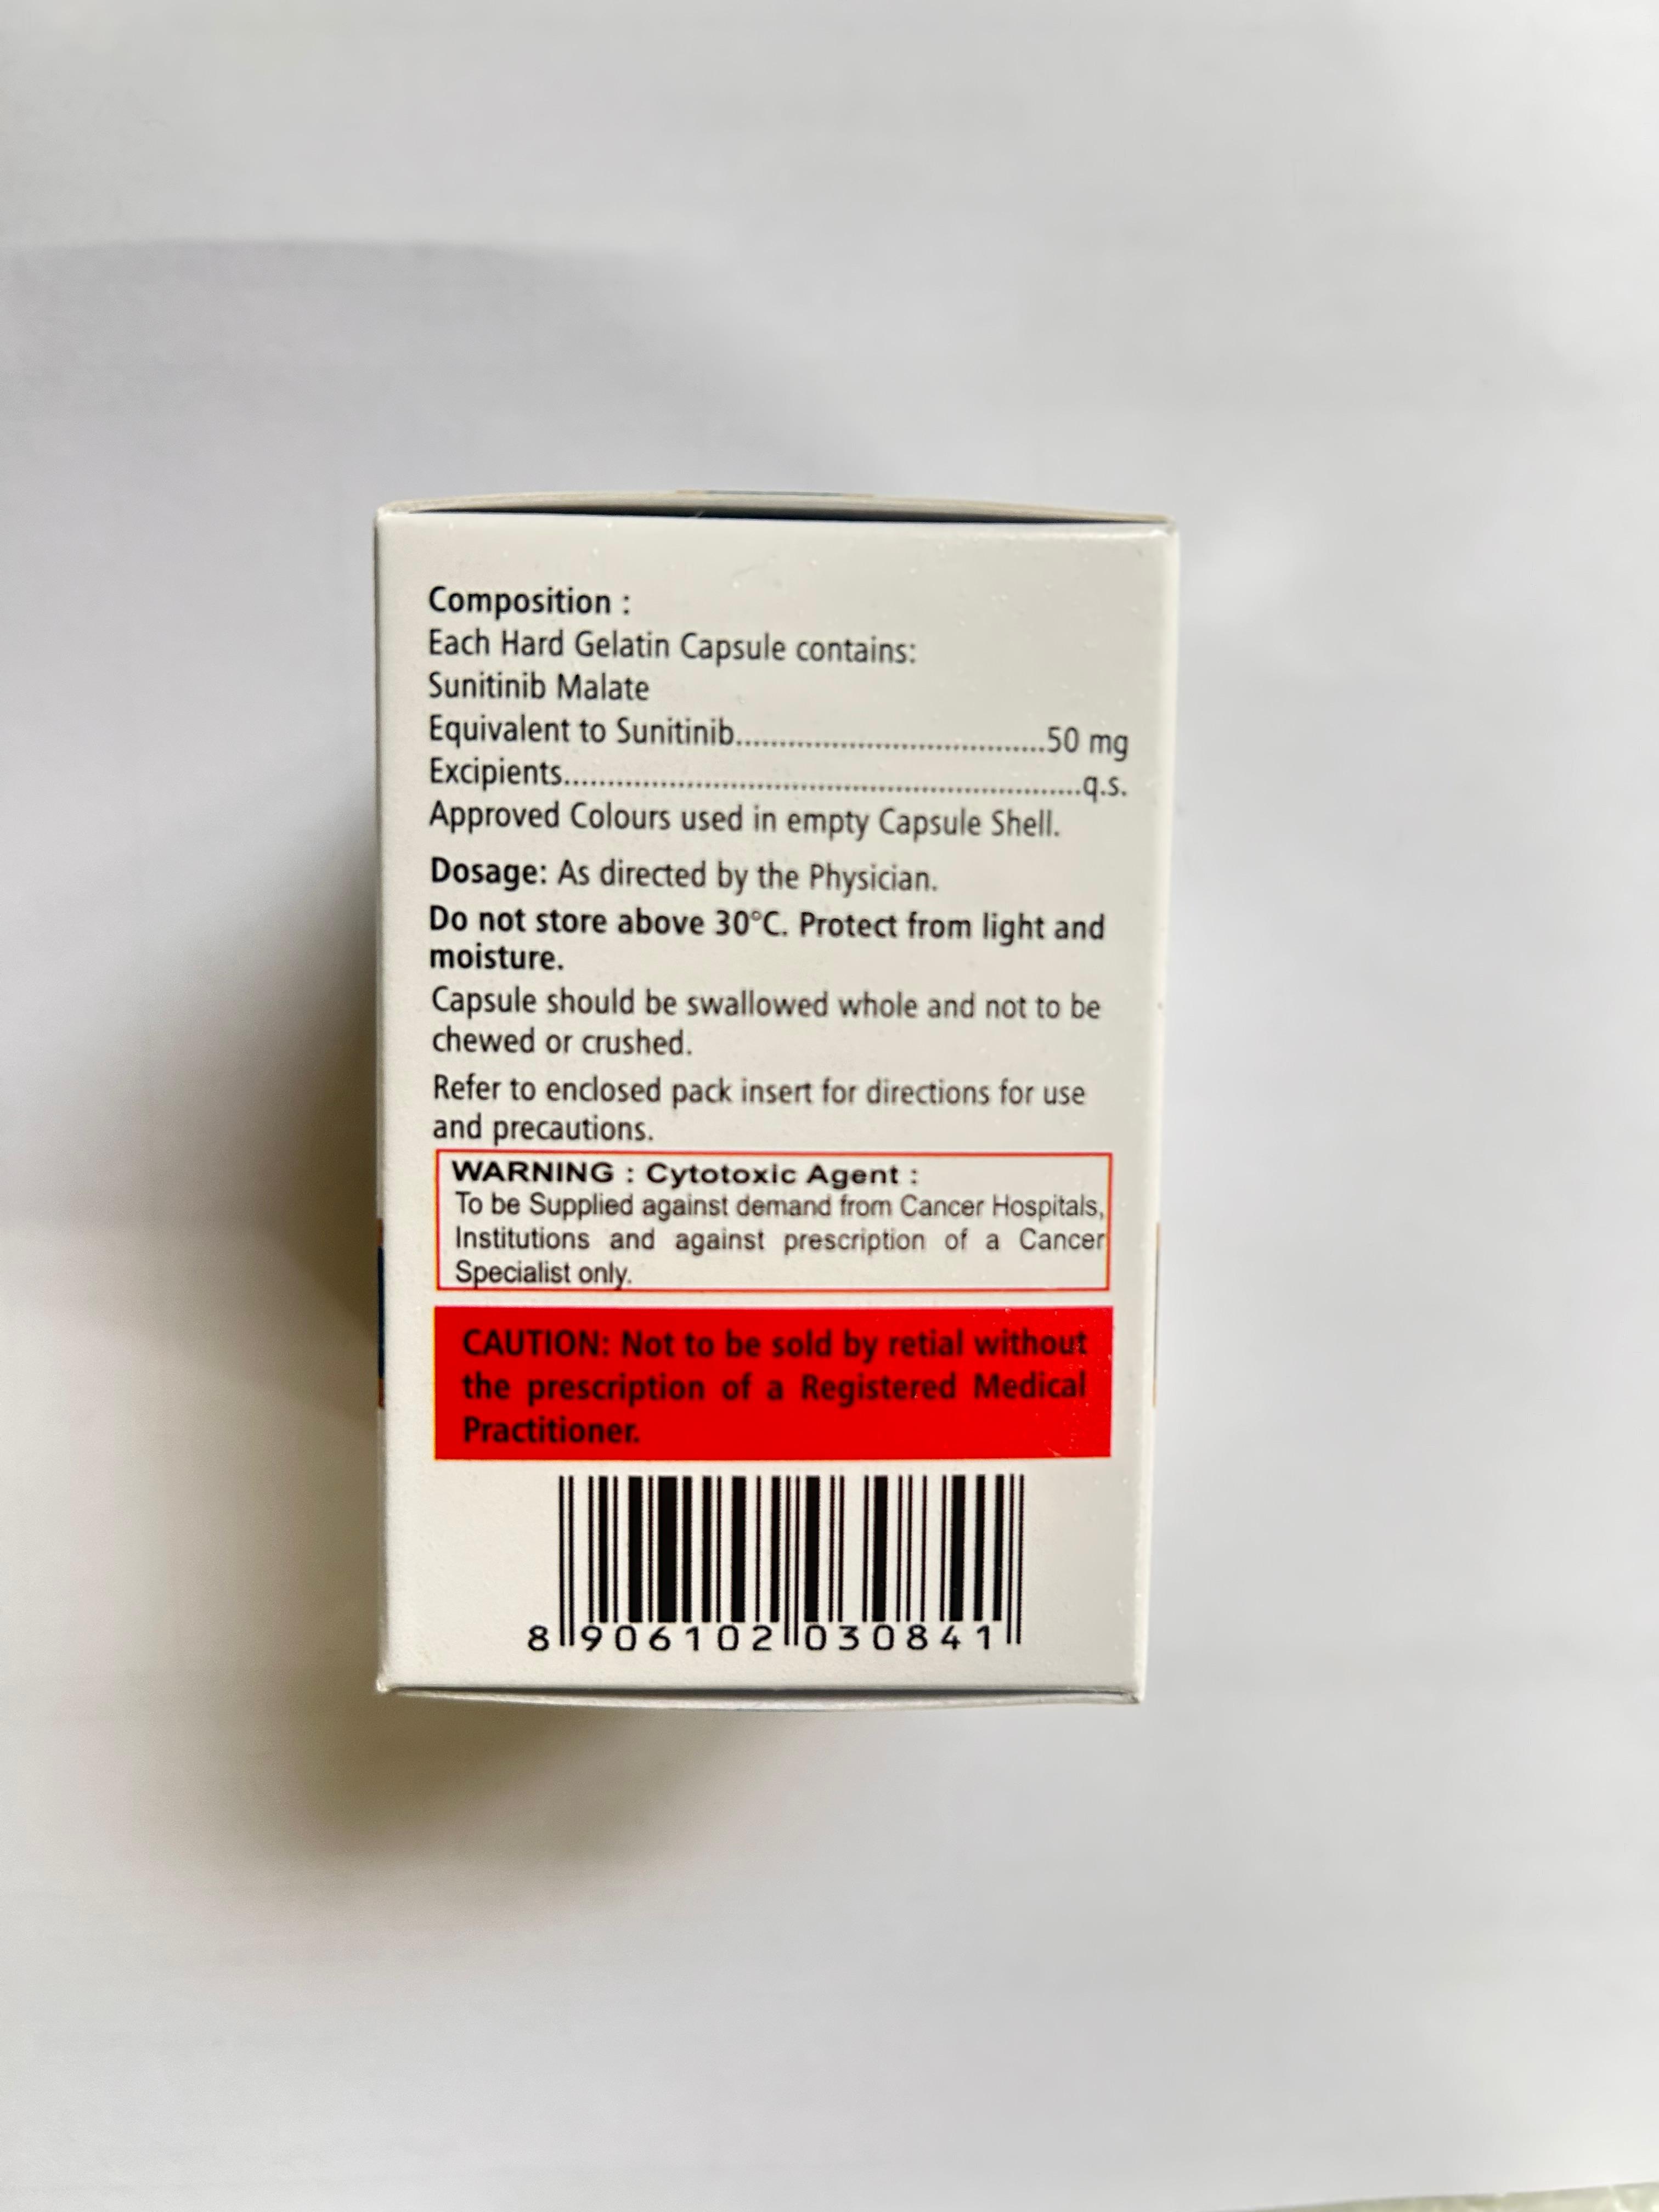 Composition :
Each Hard Gelatin Capsule contains:
Sunitinib Malate
Equivalent to Sunitinib....................................50 mg
Excipients............................................................q.s.
Approved Colours used in empty Capsule Shell.
Dosage: As directed by the Physician.
Do not store above 30°C. Protect from light and
moisture.
Capsule should be swallowed whole and not to be
chewed or crushed.
Refer to enclosed pack insert for directions for use
and precautions.
WARNING : Cytotoxic Agent :
To be Supplied against demand from Cancer Hospitals,
Institutions and against prescription of a Cancer
Specialist only.
CAUTION: Not to be sold by retial without
the prescription of a Registered Medical
Practitioner.
8 906102 030841